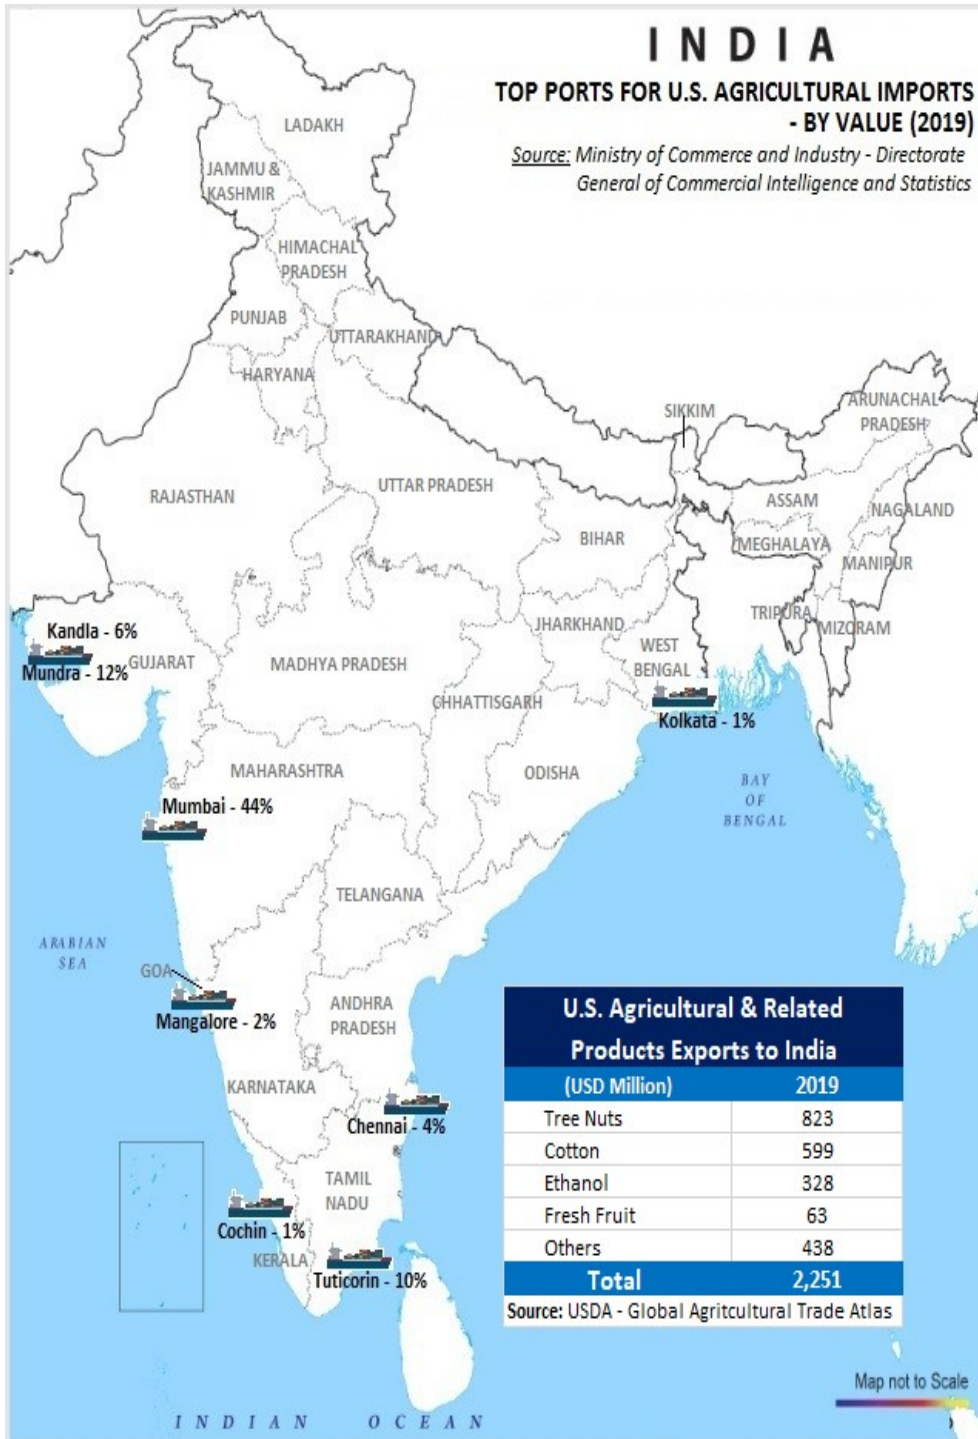 INDIA
TOP PORTS FOR U.S. AGRICULTURAL IMPORTS
- BY VALUE (2019)
Source: Ministry of Commerce and Industry - Directorate
General of Commercial Intelligence and Statistics
LADAKH
JAMMU &
KASHMIR
HIMACHAL
PRADESH
PUNJAB
UTTARAKHAND
HARYANA
SIKKIM
ARUNACHAL
PRADESH
RAJASTHAN
UTTAR PRADESH
ASSAM
NAGALAND
BIHAR
MEGHALAYA
MANIPUR
TRIPURA
MIZORAM
JHARKHAND
WEST
BENGAL
Kandla - 6%
GUJARAT
Mundra - 12%
MADHYA PRADESH
CHHATTISGARH
Kolkata - 1%
MAHARASHTRA
ODISHA
Mumbai - 44%
BAY
OF
BENGAL
TELANGANA
ARABIAN
SEA
GOA
Mangalore - 2%
ANDHRA
PRADESH
KARNATAKA
Chennai - 4%
TAMIL
NADU
Cochin - 1%
KERALA
Tuticorin - 10%
U.S. Agricultural & Related
Products Exports to India
(USD Million) 2019
Tree Nuts 823
Cotton 599
Ethanol 328
Fresh Fruit 63
Others 438
Total 2,251
Source: USDA - Global Agritcultural Trade Atlas
Map not to Scale
INDIAN OCEAN